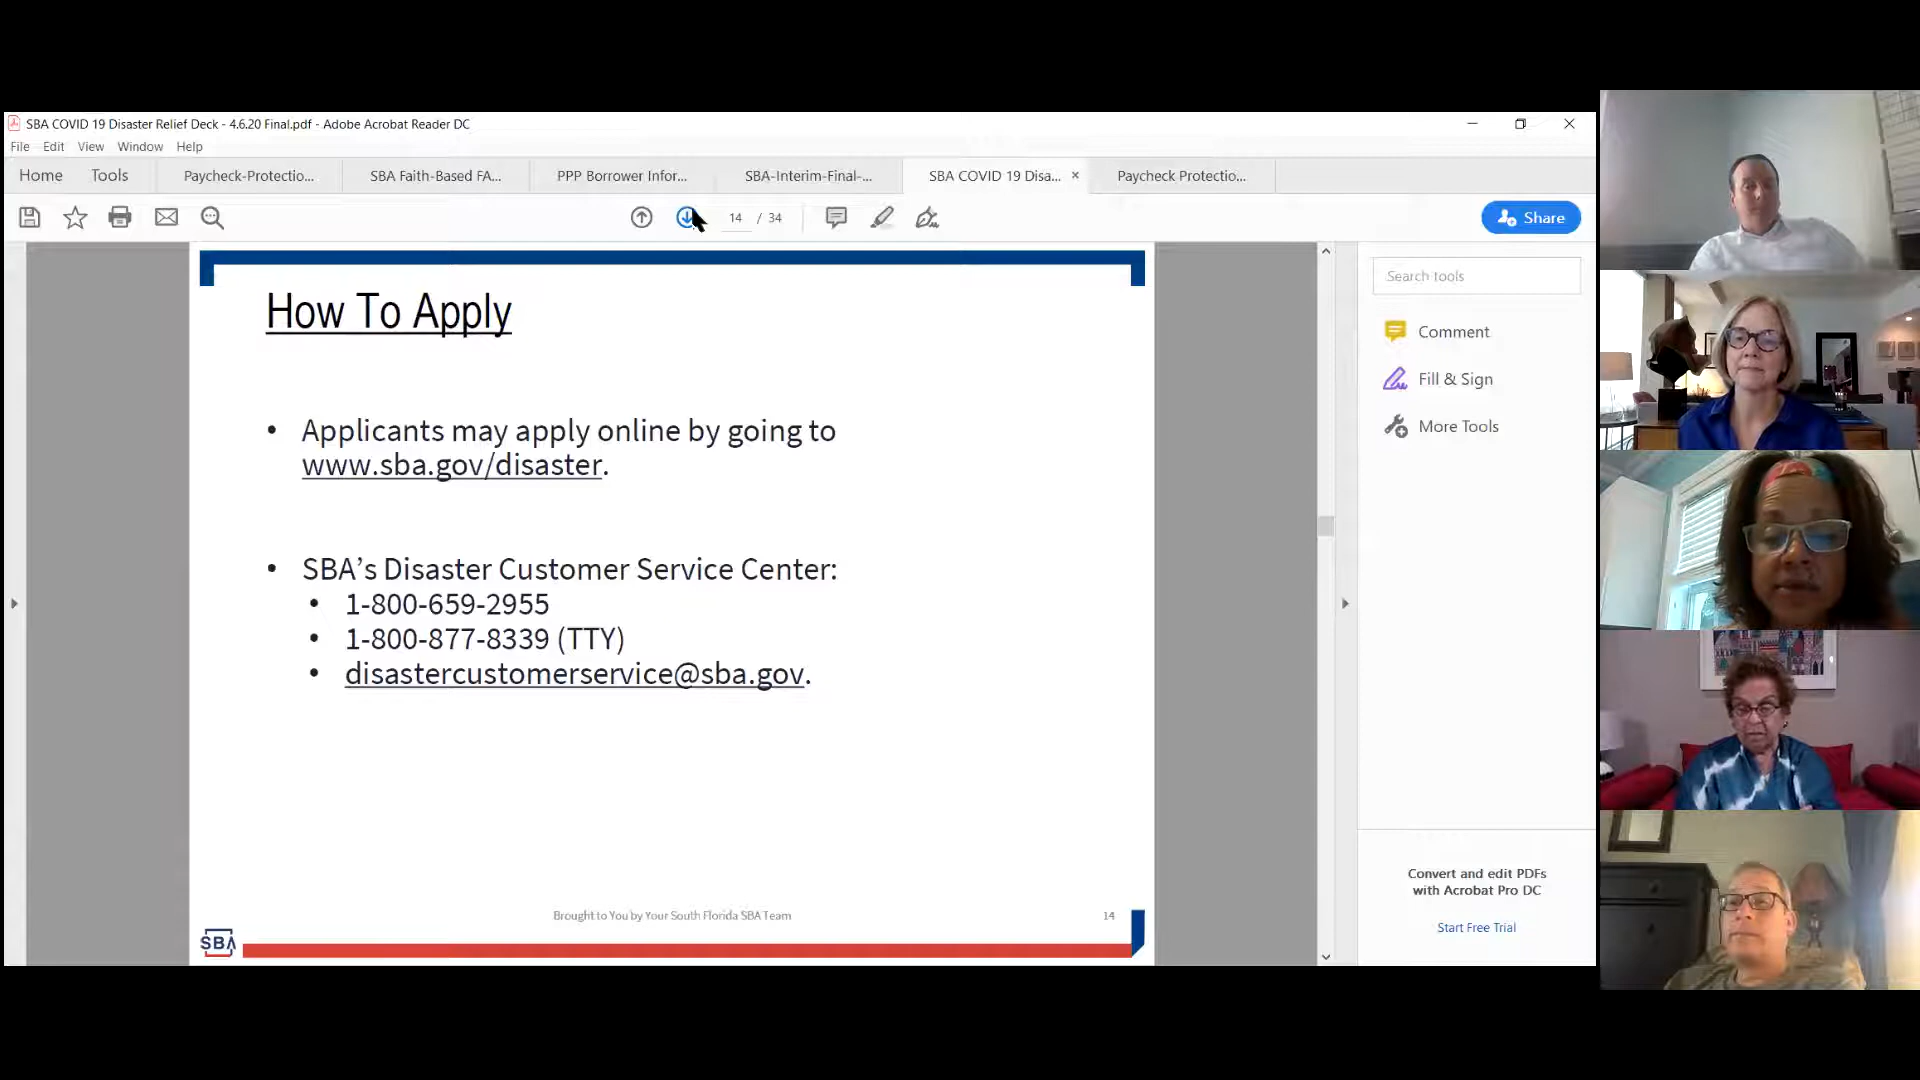 SBA COVID 19 Disaster Relief Deck - 4.6.20 Final.pdf - Adobe Acrobat Reader DC
File Edit View Window Help
Home Tools Paycheck-Protectio... SBA Faith-Based FA... PPP Borrower Infor... SBA-Interim-Final-... SBA COVID 19 Disa... × Paycheck Protectio...
14 / 34 Share
How To Apply
• Applicants may apply online by going to
www.sba.gov/disaster.
• SBA’s Disaster Customer Service Center:
• 1-800-659-2955
• 1-800-877-8339 (TTY)
• disastercustomerservice@sba.gov.
Brought to You by Your South Florida SBA Team 14
SBA
Search tools
Comment
Fill & Sign
More Tools
Convert and edit PDFs
with Acrobat Pro DC
Start Free Trial